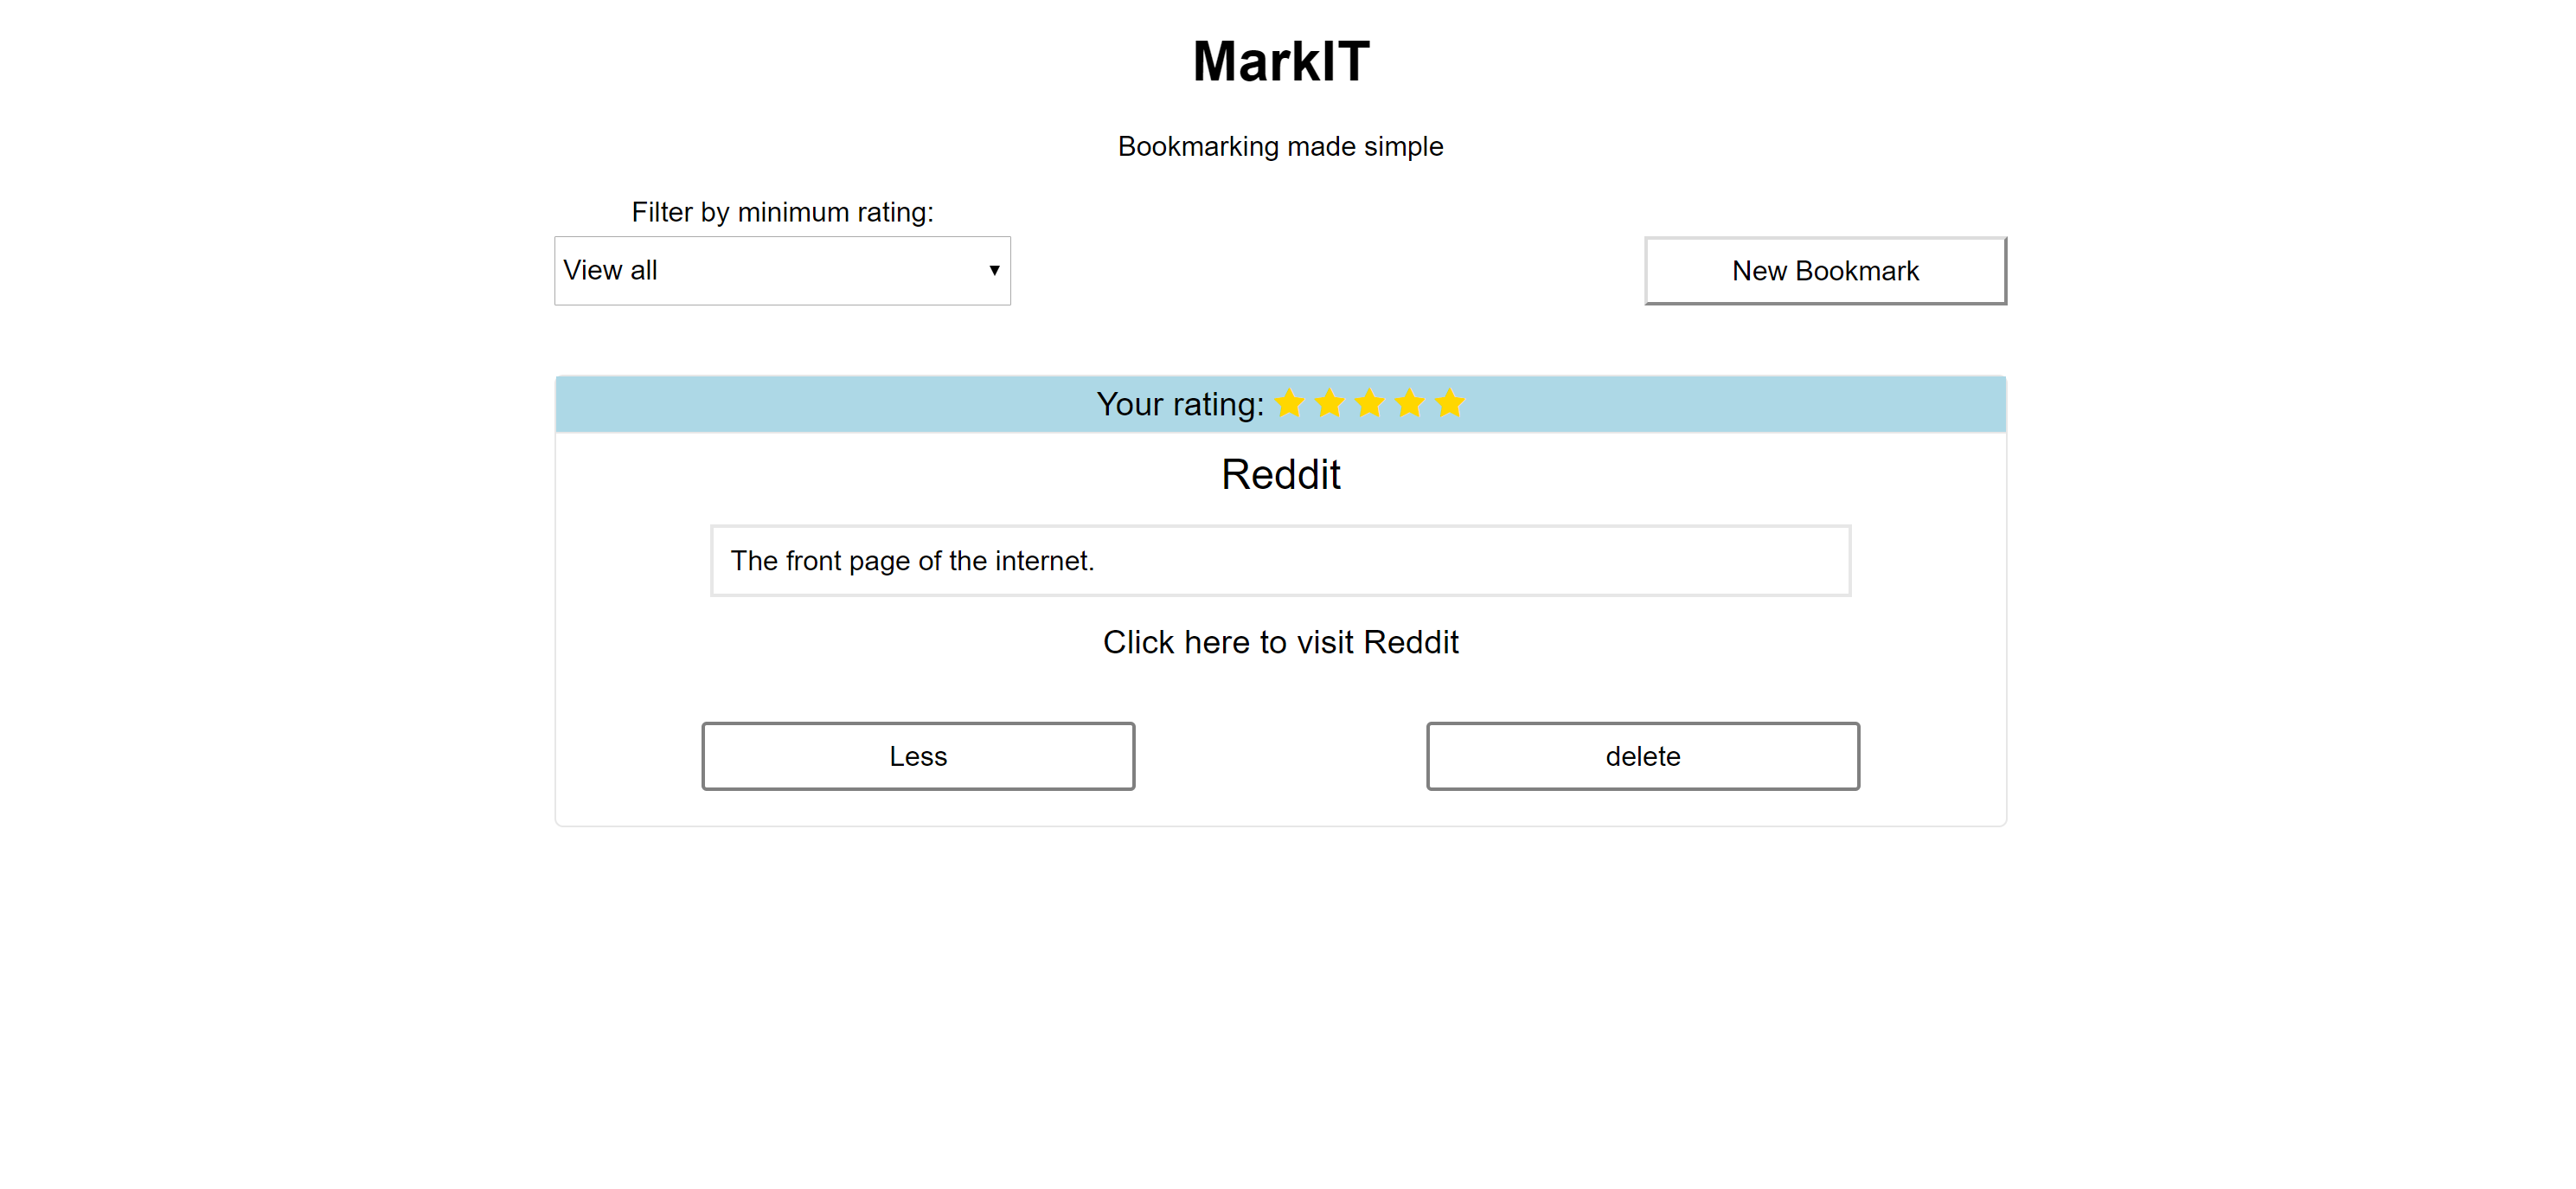 MarkIT
Bookmarking made simple
Filter by minimum rating:
View all
New Bookmark
Your rating:
Reddit
The front page of the internet.
Click here to visit Reddit
Less
delete